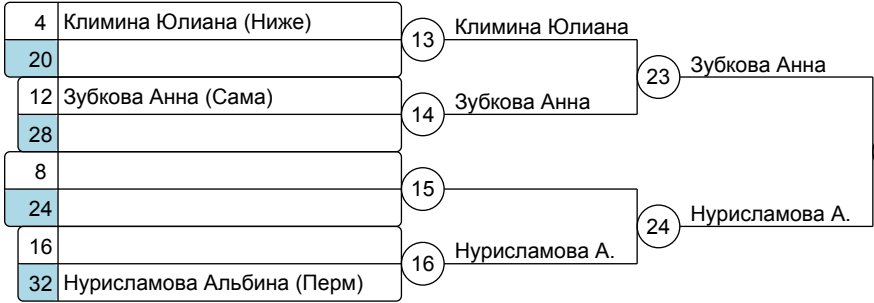 4 Климина Юлиана (Ниже)
20
13 Климина Юлиана
12 Зубкова Анна (Сама)
28
14 Зубкова Анна
23 Зубкова Анна
8
24
15
16
32 Нурисламова Альбина (Перм)
16 Нурисламова А.
24 Нурисламова А.